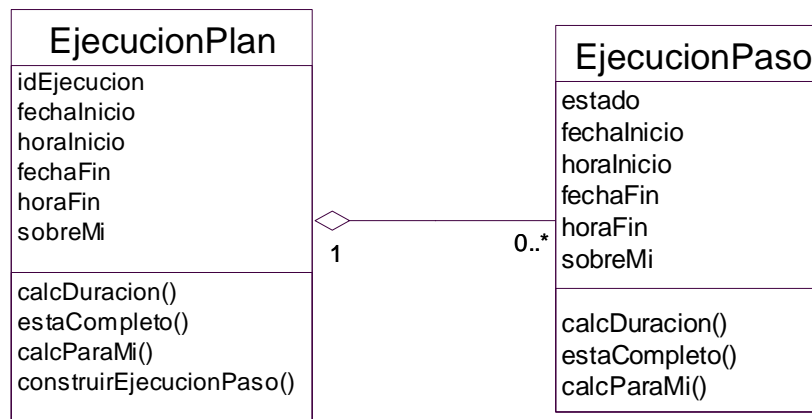 EjecucionPlan
idEjecucion
fechaInicio
horaInicio
fechaFin
horaFin
sobreMi
calcDuracion()
estaCompleto()
calcParaMi()
construirEjecucionPaso()
1
0..*
EjecucionPaso
estado
fechaInicio
horaInicio
fechaFin
horaFin
sobreMi
calcDuracion()
estaCompleto()
calcParaMi()